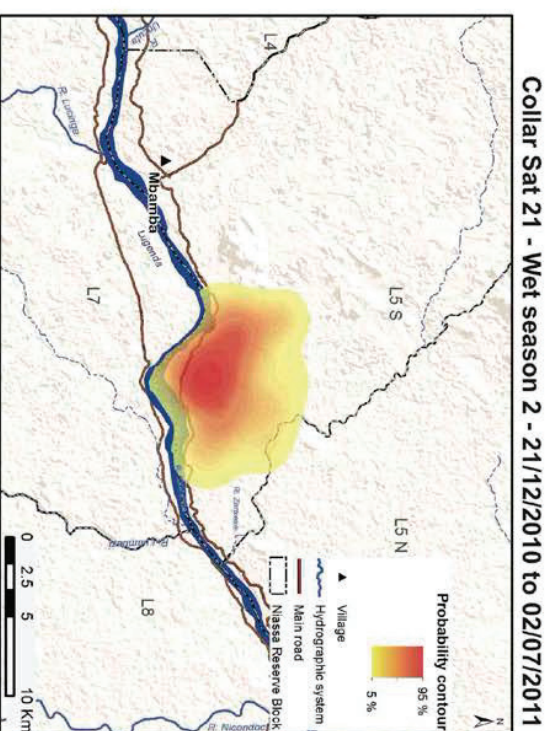 Collar Sat 21 - Wet season 2 - 21/12/2010 to 02/07/2011
N
L4
L5 S
L5 N
Mbamba
Lugenda
L7
L8
Probability contour
95 %
5 %
Village
Hydrographic system
Main road
Niassa Reserve Block
0 2.5 5 10 Km